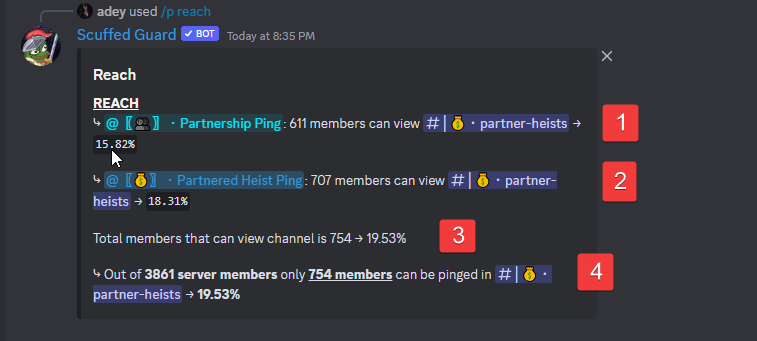 adey used /p reach
Scuffed Guard ✓ BOT Today at 8:35 PM
Reach
REACH
⤷ @〚👥〛・Partnership Ping: 611 members can view #|💰・partner-heists → 1
15.82%
⤷ @〚💰〛・Partnered Heist Ping: 707 members can view #|💰・partner- 2
heists → 18.31%
Total members that can view channel is 754 → 19.53% 3
⤷ Out of 3861 server members only 754 members can be pinged in #|💰・ 4
partner-heists → 19.53%